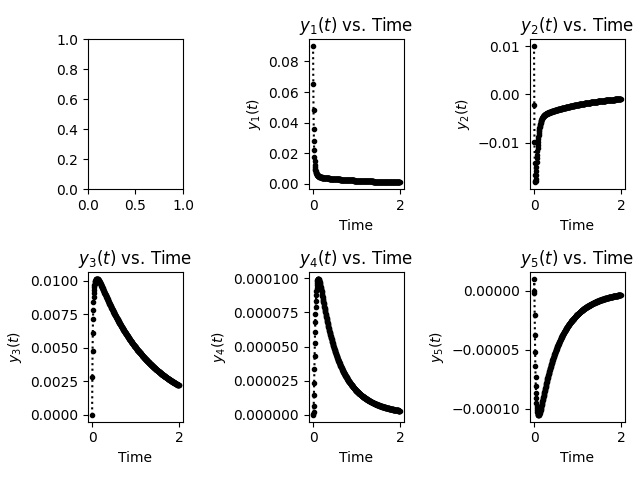 1.0
0.8
0.6
0.4
0.2
0.0
0.0 0.5 1.0
y₁(t) vs. Time
y₁(t)
0.08
0.06
0.04
0.02
0.00
0 2
Time
y₂(t) vs. Time
y₂(t)
0.01
0.00
−0.01
0 2
Time
y₃(t) vs. Time
y₃(t)
0.0100
0.0075
0.0050
0.0025
0.0000
0 2
Time
y₄(t) vs. Time
y₄(t)
0.000100
0.000075
0.000050
0.000025
0.000000
0 2
Time
y₅(t) vs. Time
y₅(t)
0.00000
−0.00005
−0.00010
0 2
Time